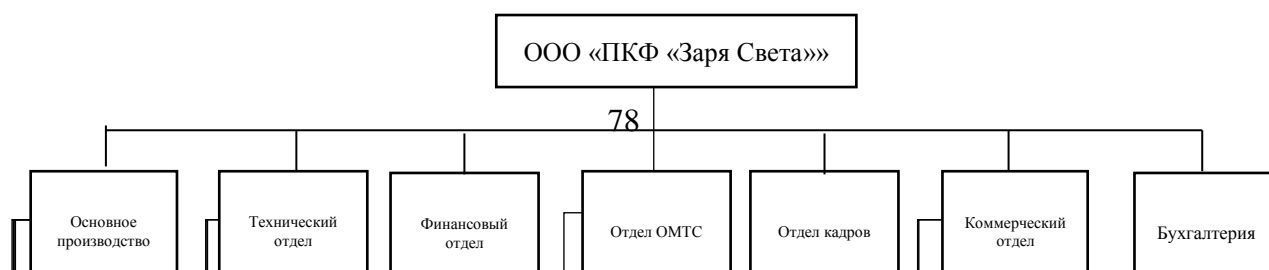 ООО «ПКФ «Заря Света»»
78
Основное
производство
Технический
отдел
Финансовый
отдел
Отдел ОМТС
Отдел кадров
Коммерческий
отдел
Бухгалтерия